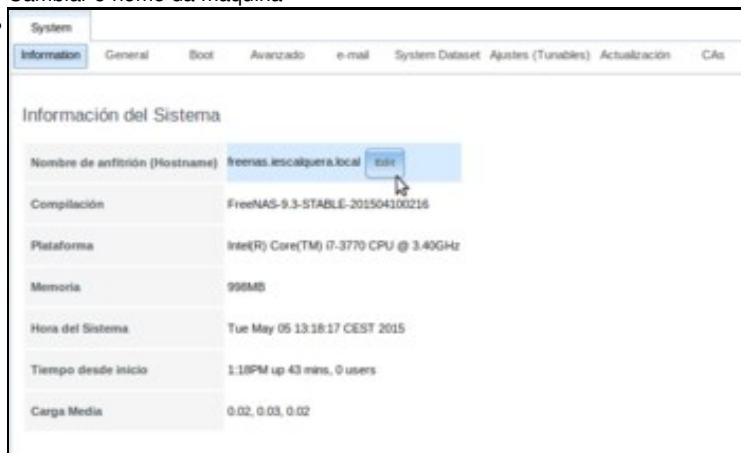 Cambiar o nome da máquina
System
Information General Boot Avanzado e-mail System Dataset Ajustes (Tunables) Actualización CAs
Información del Sistema
Nombre de anfitrión (Hostname) freenas.iescalquera.local Edit
Compilación FreeNAS-9.3-STABLE-201504100216
Plataforma Intel(R) Core(TM) i7-3770 CPU @ 3.40GHz
Memoria 998MB
Hora del Sistema Tue May 05 13:18:17 CEST 2015
Tiempo desde inicio 1:18PM up 43 mins, 0 users
Carga Media 0.02, 0.03, 0.02